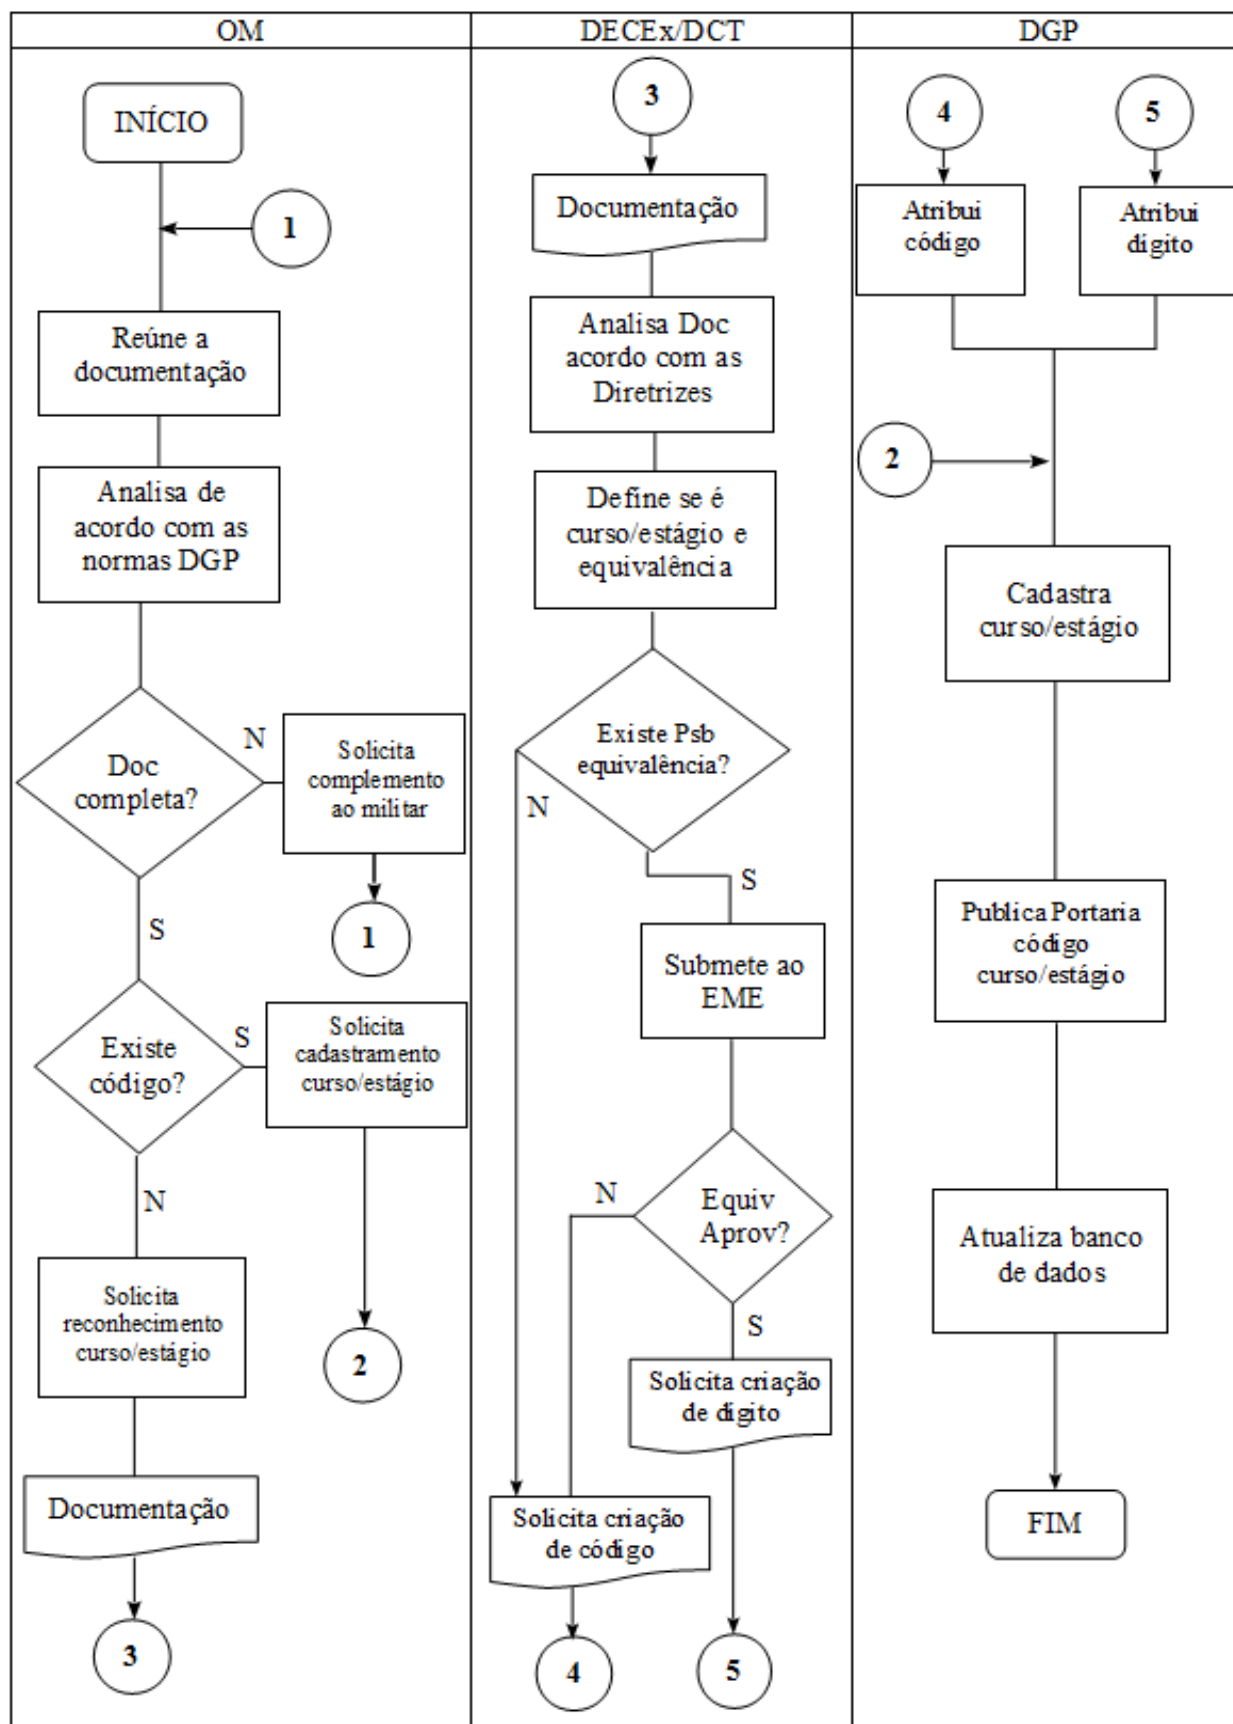 OM
INÍCIO
1
Reúne a
documentação
Analisa de
acordo com as
normas DGP
Doc
completa?
N
Solicita
complemento
ao militar
1
S
Existe
código?
S
Solicita
cadastramento
curso/estágio
2
N
Solicita
reconhecimento
curso/estágio
Documentação
3
DECEx/DCT
3
Documentação
Analisa Doc
acordo com as
Diretrizes
Define se é
curso/estágio e
equivalência
Existe Psb
equivalência?
N
S
Submete ao
EME
Equiv
Aprov?
N
S
Solicita criação
de dígito
5
Solicita criação
de código
4
DGP
4
5
Atribui
código
Atribui
dígito
2
Cadastra
curso/estágio
Publica Portaria
código
curso/estágio
Atualiza banco
de dados
FIM